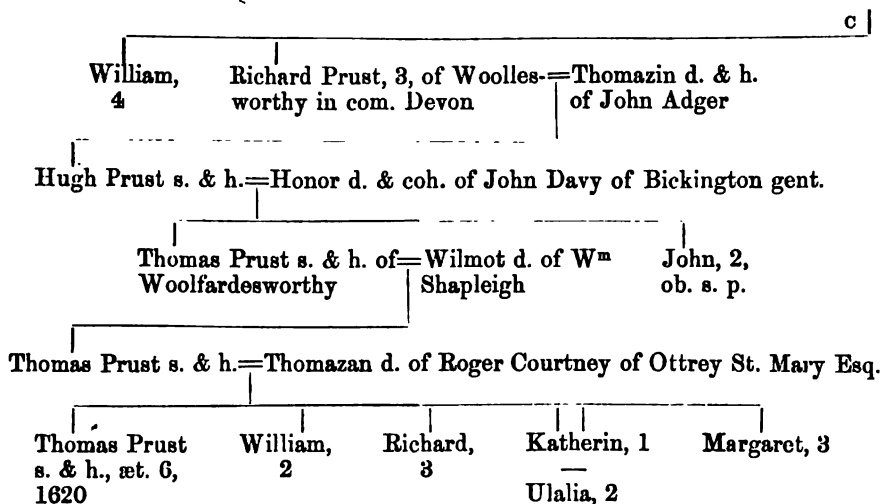 c
William, Richard Prust, 3, of Woolles-=Thomazin d. & h.
4 worthy in com. Devon of John Adger
Hugh Prust s. & h.=Honor d. & coh. of John Davy of Bickington gent.
Thomas Prust s. & h. of=Wilmot d. of Wᵐ John, 2,
Woolfardesworthy Shapleigh ob. s. p.
Thomas Prust s. & h.=Thomazan d. of Roger Courtney of Ottrey St. Mary Esq.
Thomas Prust William, Richard, Katherin, 1 Margaret, 3
s. & h., æt. 6, 2 3
1620 Ulalia, 2